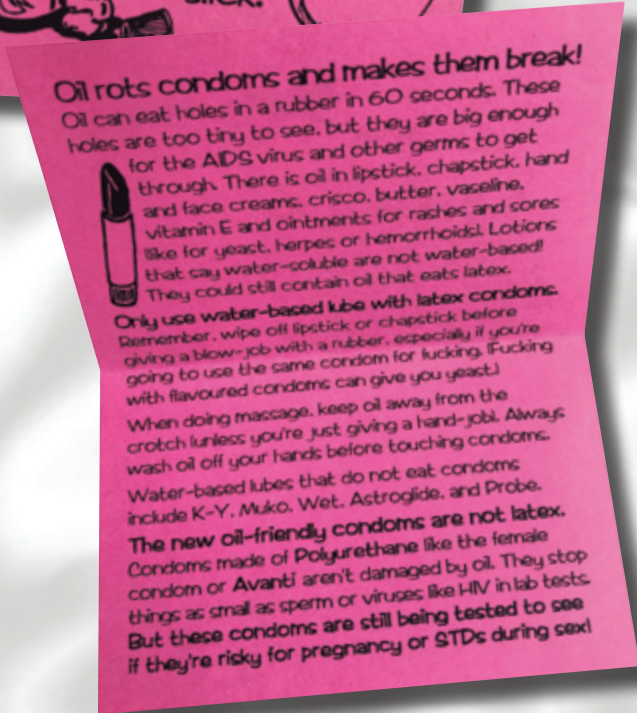 SLICK.
Oil rots condoms and makes them break!
Oil can eat holes in a rubber in 60 seconds. These
holes are too tiny to see, but they are big enough
for the AIDS virus and other germs to get
through. There is oil in lipstick, chapstick, hand
and face creams, crisco, butter, vaseline,
vitamin E and ointments for rashes and sores
(like for yeast, herpes or hemorrhoids). Lotions
that say water-soluble are not water-based!
They could still contain oil that eats latex.
Only use water-based lube with latex condoms.
Remember, wipe off lipstick or chapstick before
giving a blow-job with a rubber, especially if you're
going to use the same condom for fucking. (Fucking
with flavoured condoms can give you yeast.)
When doing massage, keep oil away from the
crotch (unless you're just giving a hand-job). Always
wash oil off your hands before touching condoms.
Water-based lubes that do not eat condoms
include K-Y, Muko, Wet, Astroglide, and Probe.
The new oil-friendly condoms are not latex.
Condoms made of Polyurethane like the female
condom or Avanti aren't damaged by oil. They stop
things as small as sperm or viruses like HIV in lab tests.
But these condoms are still being tested to see
if they're risky for pregnancy or STDs during sex!